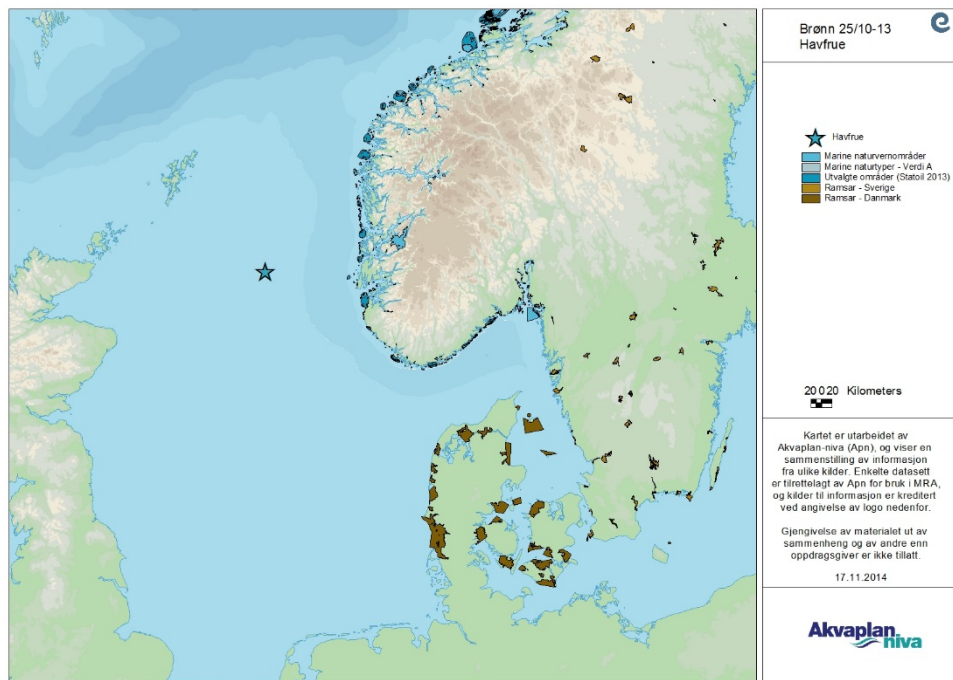 Brønn 25/10-13
Havfrue
Havfrue
Marine naturvernområder
Marine naturtyper - Verdi A
Utvalgte områder (Statoil 2013)
Ramsar - Sverige
Ramsar - Danmark
20 0 20 Kilometers
Kartet er utarbeidet av
Akvaplan-niva (Apn), og viser en
sammenstilling av informasjon
fra ulike kilder. Enkelte datasett
er tilrettelagt av Apn for bruk i MRA,
og kilder til informasjon er kreditert
ved angivelse av logo nedenfor.
Gjengivelse av materialet ut av
sammenheng og av andre enn
oppdragsgiver er ikke tillatt.
17.11.2014
Akvaplan
niva